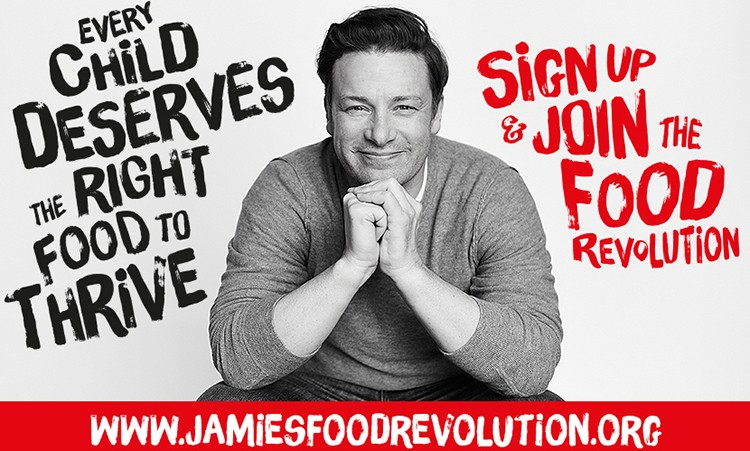 EVERY
CHiLD
DESERVES
THE RIGHT
FOOD TO
THRiVE
SiGN UP
& JOIN THE
FOOD
REVOLUTiON
WWW.JAMIESFOODREVOLUTION.ORG